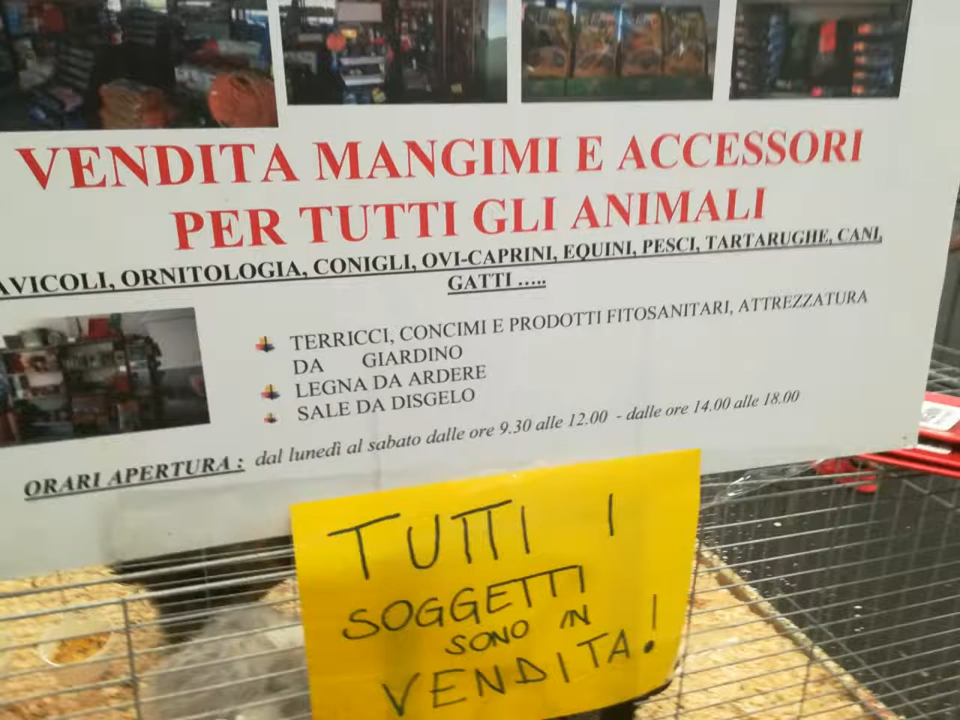 VENDITA MANGIMI E ACCESSORI
PER TUTTI GLI ANIMALI
AVICOLI, ORNITOLOGIA, CONIGLI, OVI-CAPRINI, EQUINI, PESCI, TARTARUGHE, CANI,
GATTI …..
TERRICCI, CONCIMI E PRODOTTI FITOSANITARI, ATTREZZATURA
DA GIARDINO
LEGNA DA ARDERE
SALE DA DISGELO
ORARI APERTURA : dal lunedì al sabato dalle ore 9.30 alle 12.00 - dalle ore 14.00 alle 18.00
TUTTI I
SOGGETTI
SONO IN
VENDITA!